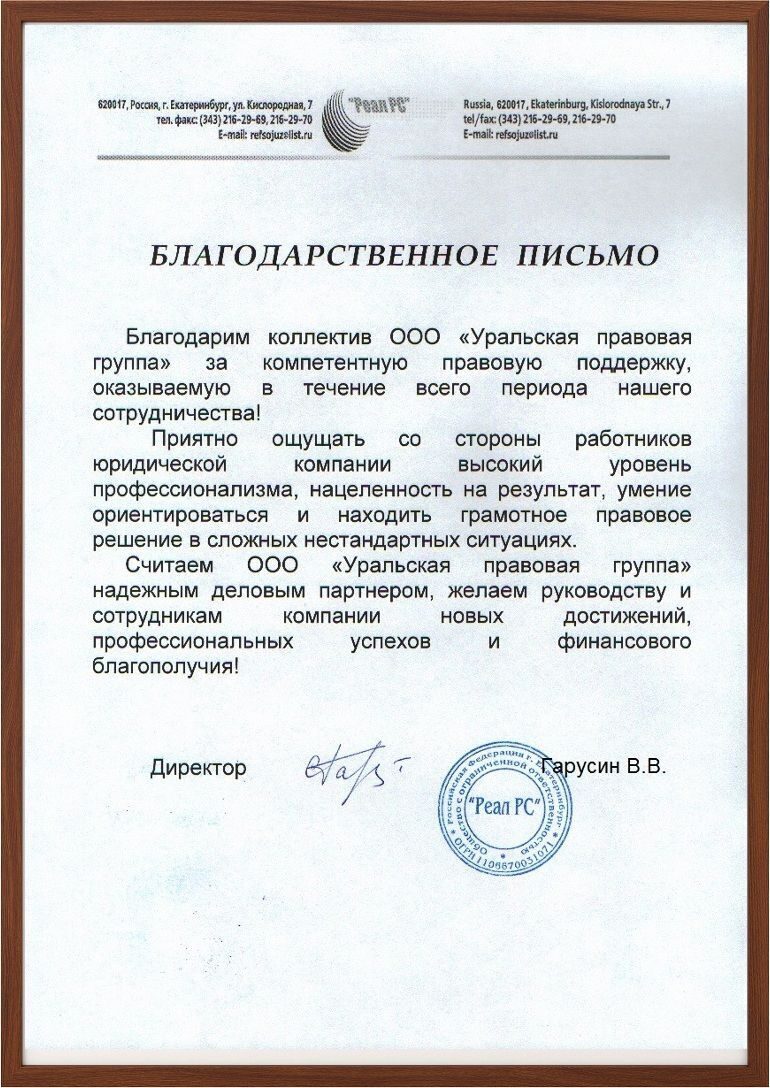 620017, Россия, г. Екатеринбург, ул. Кислородная, 7
тел. факс: (343) 216-29-69, 216-29-70
E-mail: refsojuz@list.ru
"Реал РС"
Russia, 620017, Ekaterinburg, Kislorodnaya Str., 7
tel/fax: (343) 216-29-69, 216-29-70
E-mail: refsojuz@list.ru
БЛАГОДАРСТВЕННОЕ ПИСЬМО
Благодарим коллектив ООО «Уральская правовая
группа» за компетентную правовую поддержку,
оказываемую в течение всего периода нашего
сотрудничества!
Приятно ощущать со стороны работников
юридической компании высокий уровень
профессионализма, нацеленность на результат, умение
ориентироваться и находить грамотное правовое
решение в сложных нестандартных ситуациях.
Считаем ООО «Уральская правовая группа»
надежным деловым партнером, желаем руководству и
сотрудникам компании новых достижений,
профессиональных успехов и финансового
благополучия!
Директор
Гарусин В.В.
Российская Федерация г. Екатеринбург
Общество с ограниченной ответственностью
"Реал РС"
* ОГРН 1106670031071 *